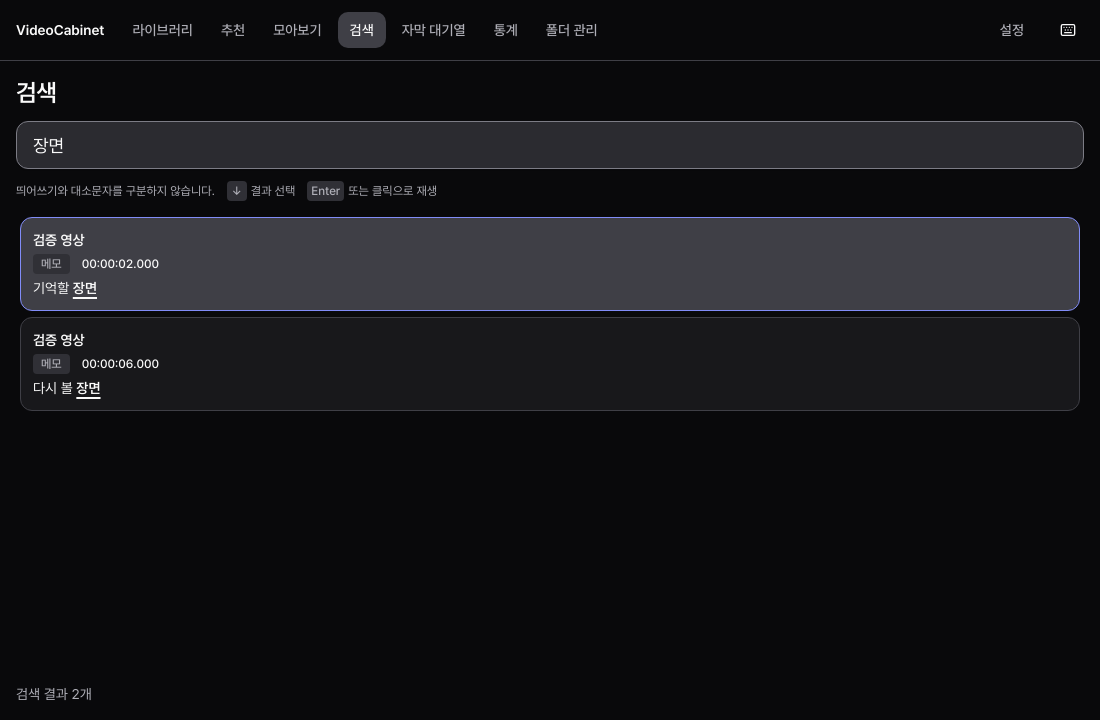 VideoCabinet 라이브러리 추천 모아보기 검색 자막 대기열 통계 폴더 관리 설정
검색
장면
띄어쓰기와 대소문자를 구분하지 않습니다. ↓ 결과 선택 Enter 또는 클릭으로 재생
검증 영상
메모 00:00:02.000
기억할 장면
검증 영상
메모 00:00:06.000
다시 볼 장면
검색 결과 2개